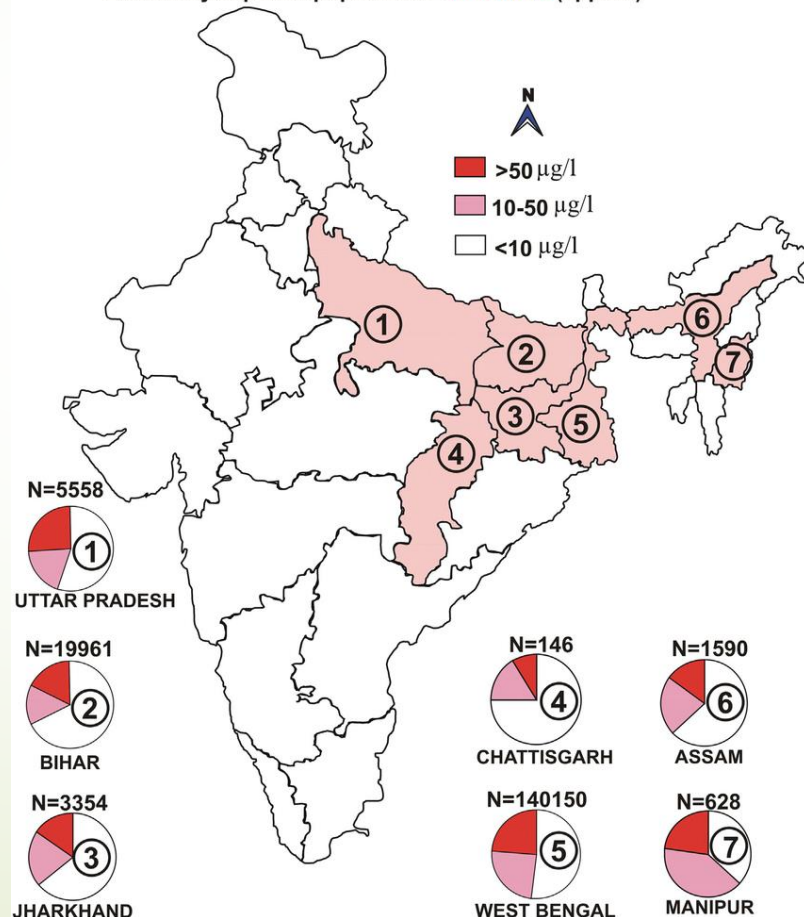 N
>50 µg/l
10-50 µg/l
<10 µg/l
1
2
3
4
5
6
7
N=5558
1
UTTAR PRADESH
N=19961
2
BIHAR
N=3354
3
JHARKHAND
N=146
4
CHATTISGARH
N=140150
5
WEST BENGAL
N=1590
6
ASSAM
N=628
7
MANIPUR